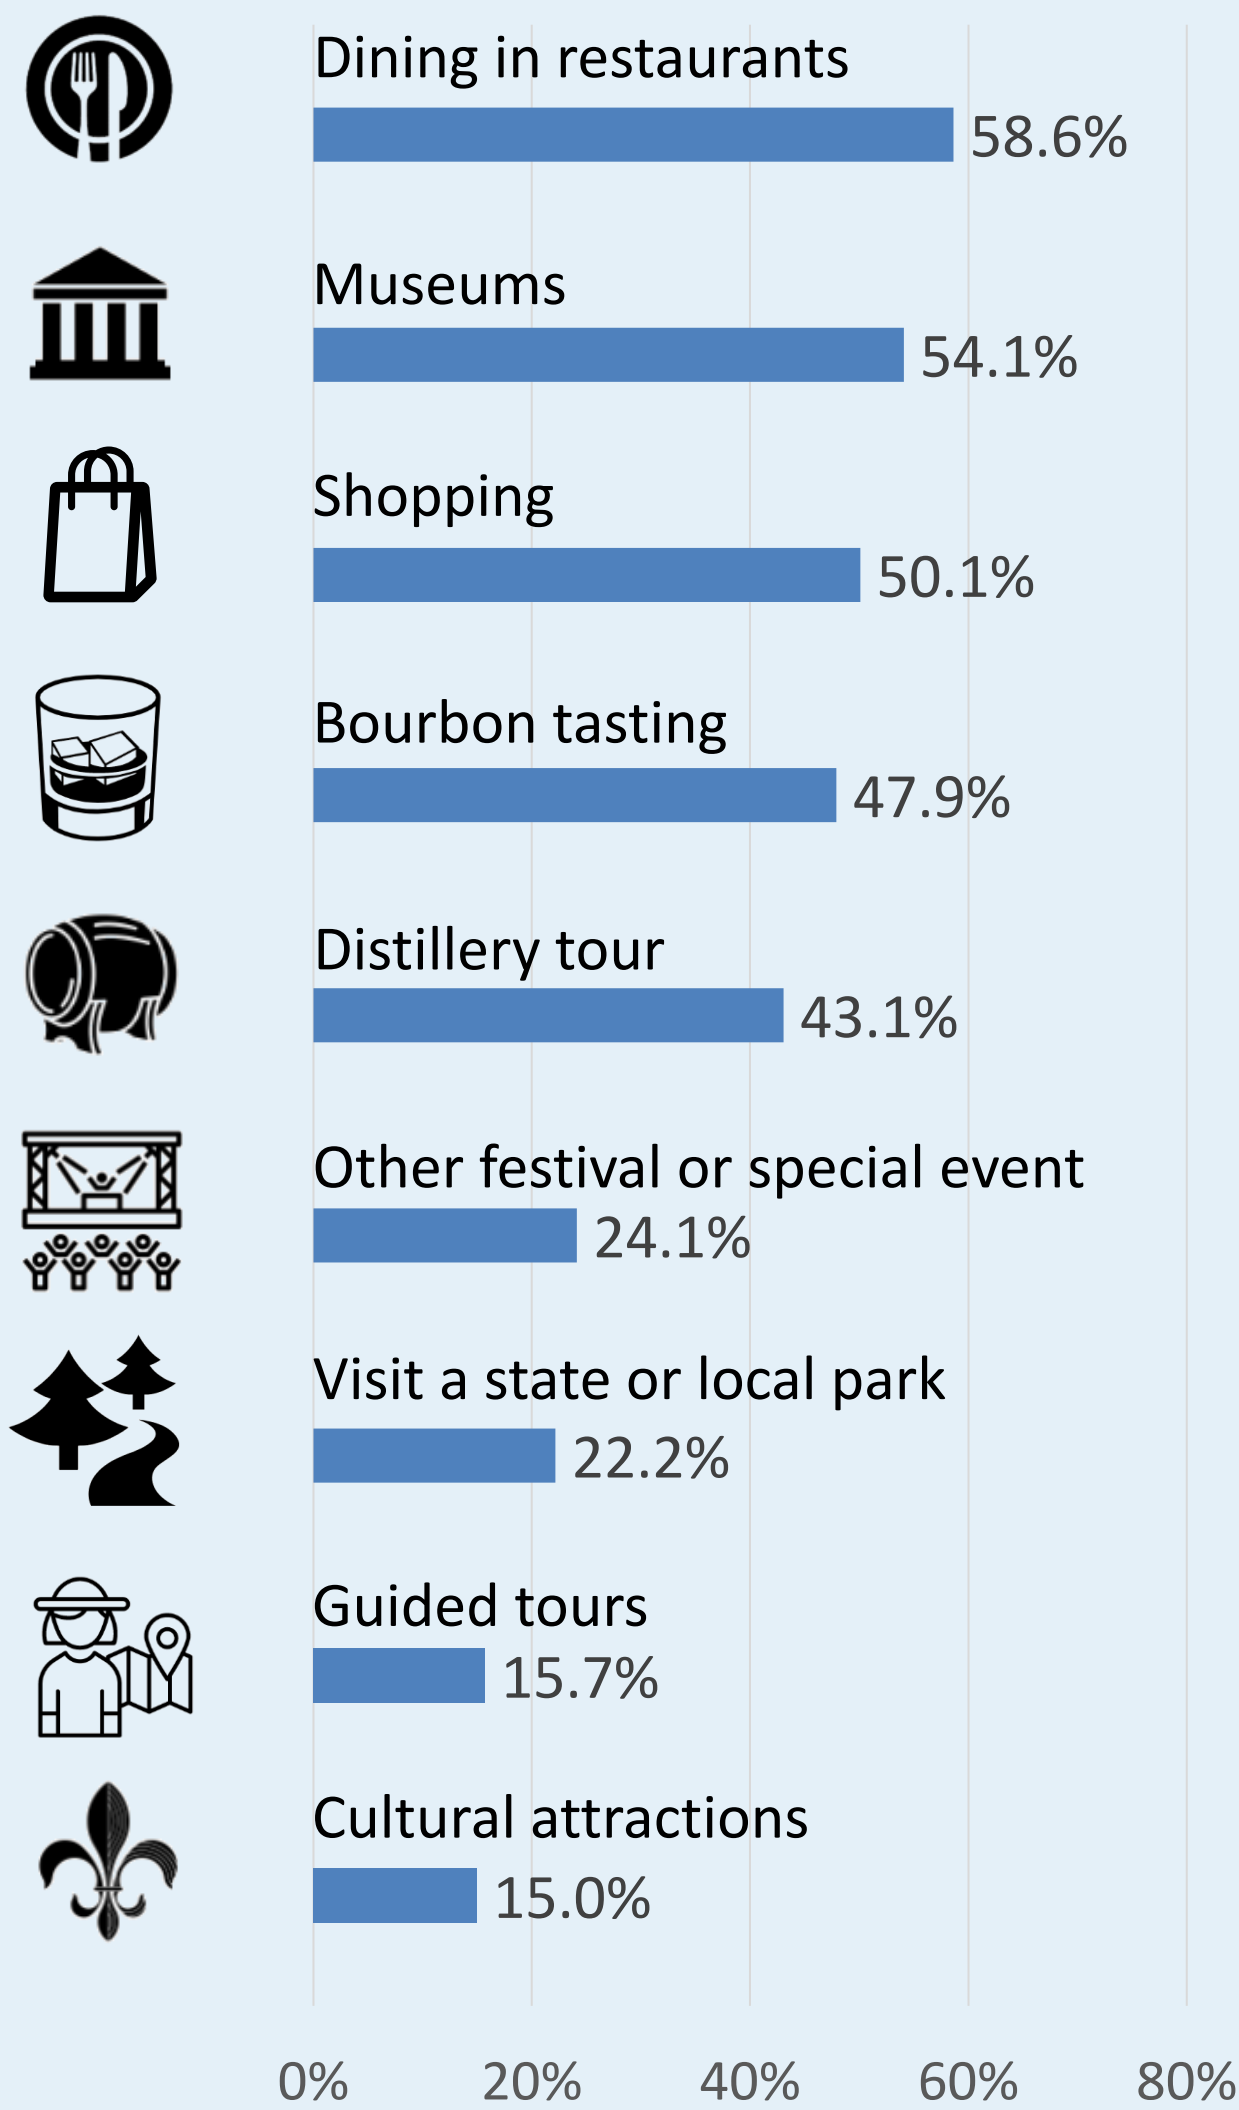 Dining in restaurants
58.6%
Museums
54.1%
Shopping
50.1%
Bourbon tasting
47.9%
Distillery tour
43.1%
Other festival or special event
24.1%
Visit a state or local park
22.2%
Guided tours
15.7%
Cultural attractions
15.0%
0% 20% 40% 60% 80%